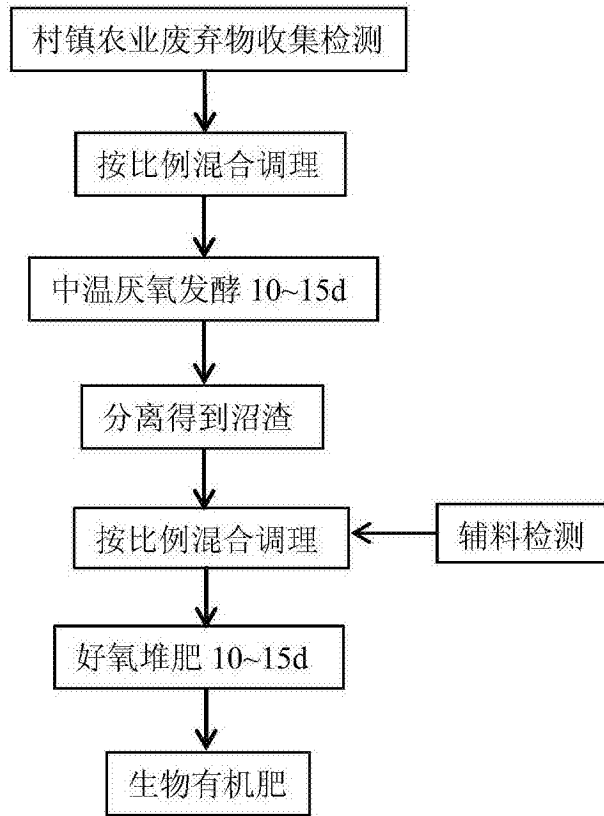 村镇农业废弃物收集检测
按比例混合调理
中温厌氧发酵 10~15d
分离得到沼渣
按比例混合调理
辅料检测
好氧堆肥 10~15d
生物有机肥